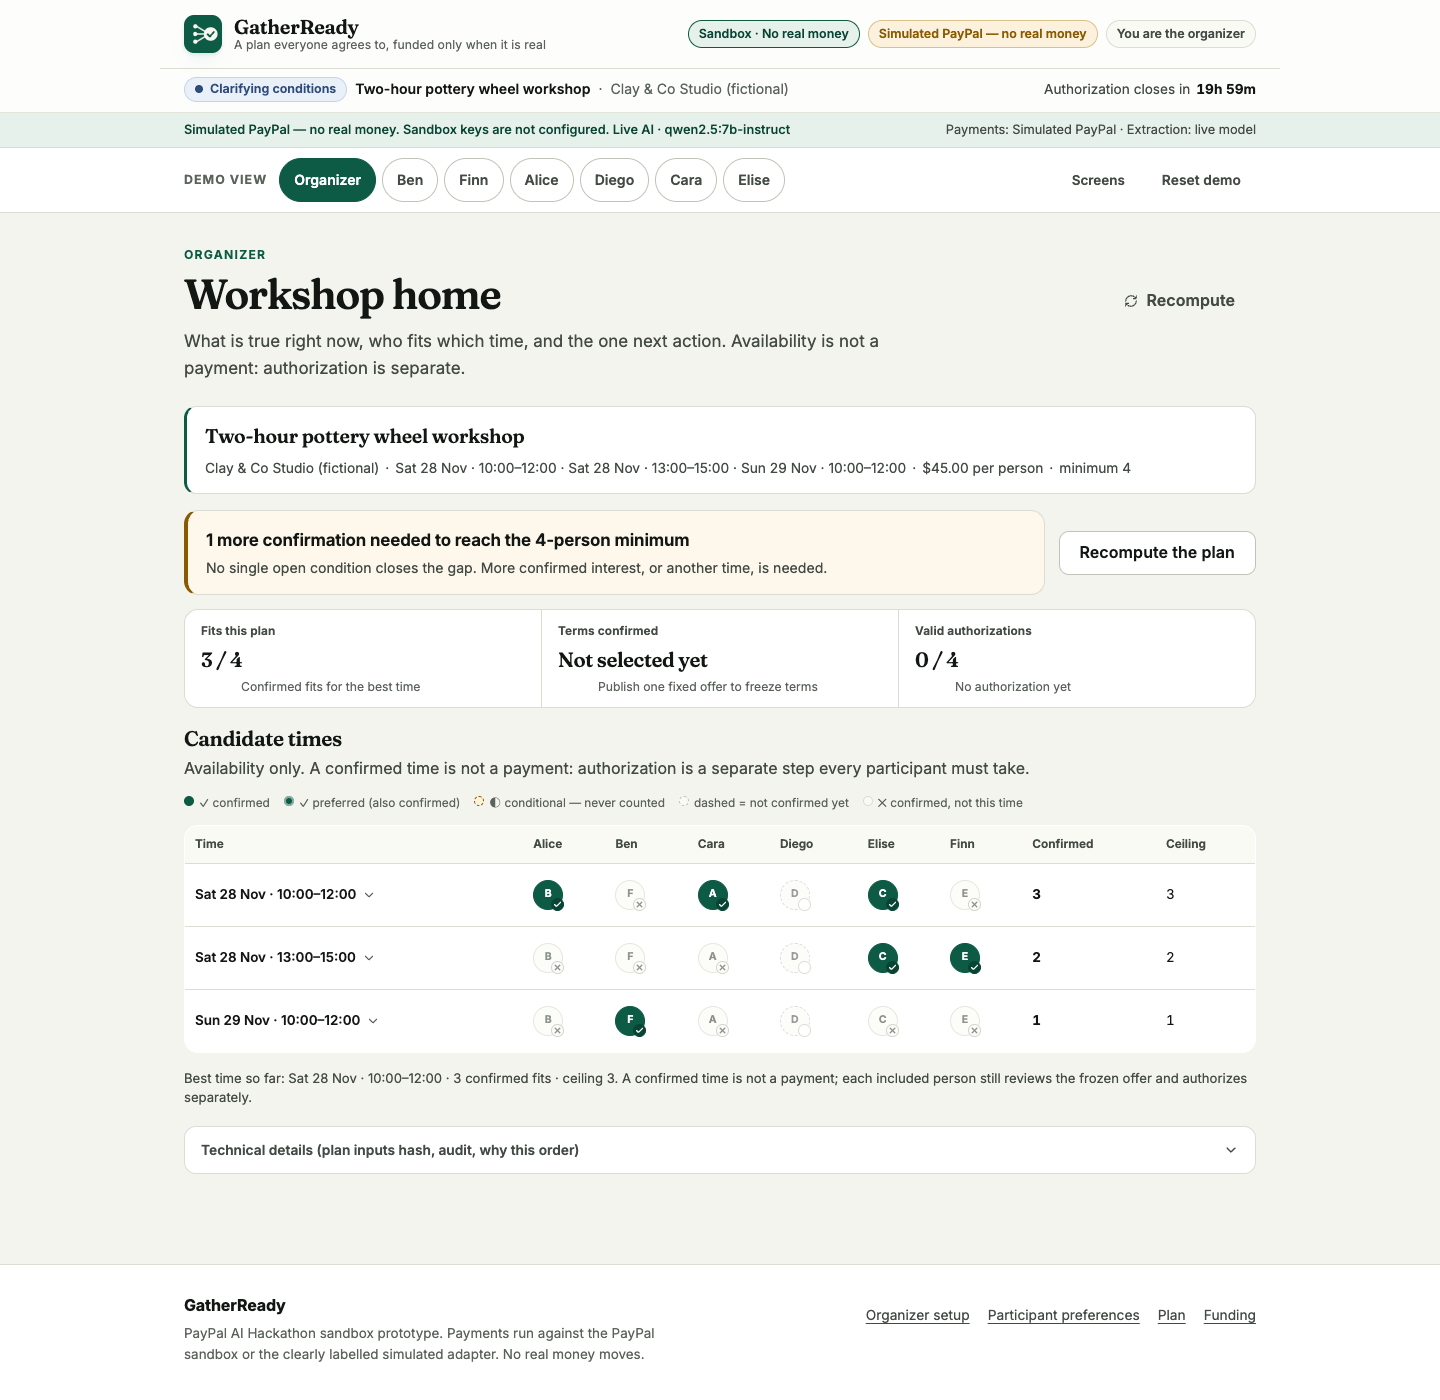 GatherReady
A plan everyone agrees to, funded only when it is real
Sandbox · No real money
Simulated PayPal — no real money
You are the organizer
Clarifying conditions
Two-hour pottery wheel workshop · Clay & Co Studio (fictional)
Authorization closes in 19h 59m
Simulated PayPal — no real money. Sandbox keys are not configured. Live AI · qwen2.5:7b-instruct
Payments: Simulated PayPal · Extraction: live model
DEMO VIEW
Organizer
Ben
Finn
Alice
Diego
Cara
Elise
Screens
Reset demo
ORGANIZER
Workshop home
Recompute
What is true right now, who fits which time, and the one next action. Availability is not a
payment: authorization is separate.
Two-hour pottery wheel workshop
Clay & Co Studio (fictional) · Sat 28 Nov · 10:00–12:00 · Sat 28 Nov · 13:00–15:00 · Sun 29 Nov · 10:00–12:00 · $45.00 per person · minimum 4
1 more confirmation needed to reach the 4-person minimum
No single open condition closes the gap. More confirmed interest, or another time, is needed.
Recompute the plan
Fits this plan
3 / 4
Confirmed fits for the best time
Terms confirmed
Not selected yet
Publish one fixed offer to freeze terms
Valid authorizations
0 / 4
No authorization yet
Candidate times
Availability only. A confirmed time is not a payment: authorization is a separate step every participant must take.
✓ confirmed
✓ preferred (also confirmed)
◐ conditional — never counted
dashed = not confirmed yet
✕ confirmed, not this time
Time Alice Ben Cara Diego Elise Finn Confirmed Ceiling
Sat 28 Nov · 10:00–12:00 B F A D C E 3 3
Sat 28 Nov · 13:00–15:00 B F A D C E 2 2
Sun 29 Nov · 10:00–12:00 B F A D C E 1 1
Best time so far: Sat 28 Nov · 10:00–12:00 · 3 confirmed fits · ceiling 3. A confirmed time is not a payment; each included person still reviews the frozen offer and authorizes
separately.
Technical details (plan inputs hash, audit, why this order)
GatherReady
PayPal AI Hackathon sandbox prototype. Payments run against the PayPal
sandbox or the clearly labelled simulated adapter. No real money moves.
Organizer setup
Participant preferences
Plan
Funding